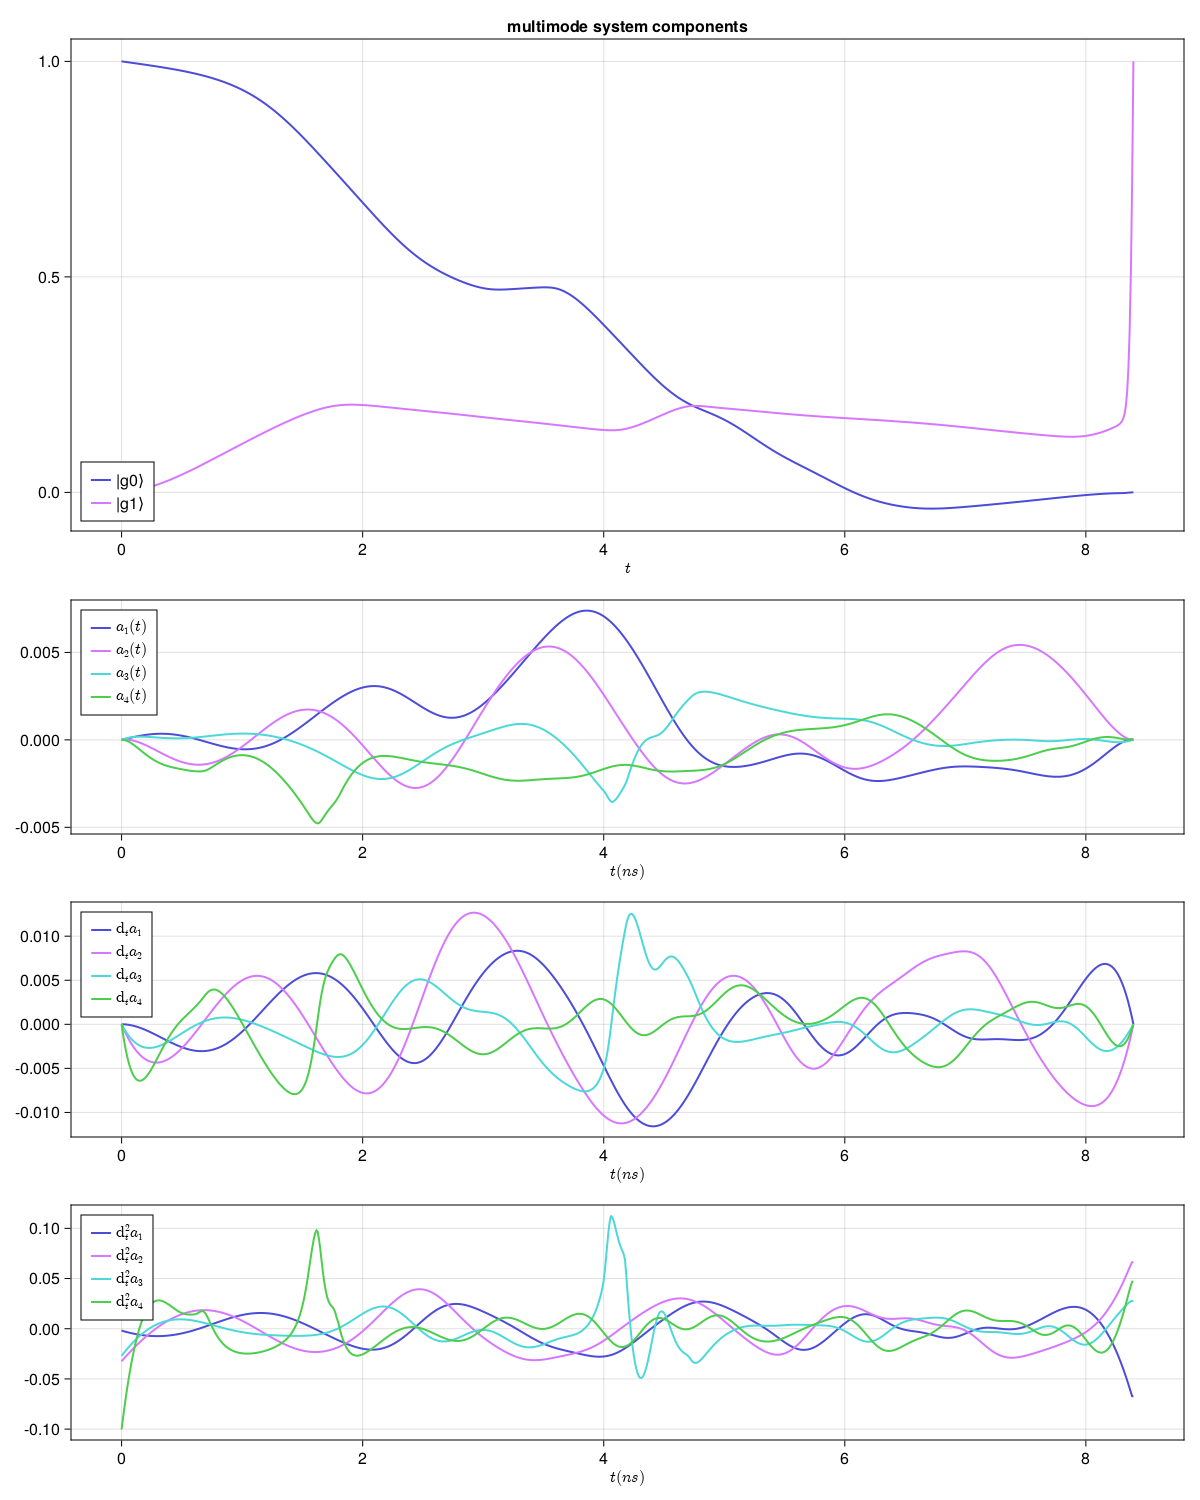 multimode system components
1.0
0.5
0.0
|g0⟩
|g1⟩
0 2 4 6 8
t
0.005
0.000
-0.005
a₁(t)
a₂(t)
a₃(t)
a₄(t)
0 2 4 6 8
t(ns)
0.010
0.005
0.000
-0.005
-0.010
dₜa₁
dₜa₂
dₜa₃
dₜa₄
0 2 4 6 8
t(ns)
0.10
0.05
0.00
-0.05
-0.10
d²ₜa₁
d²ₜa₂
d²ₜa₃
d²ₜa₄
0 2 4 6 8
t(ns)